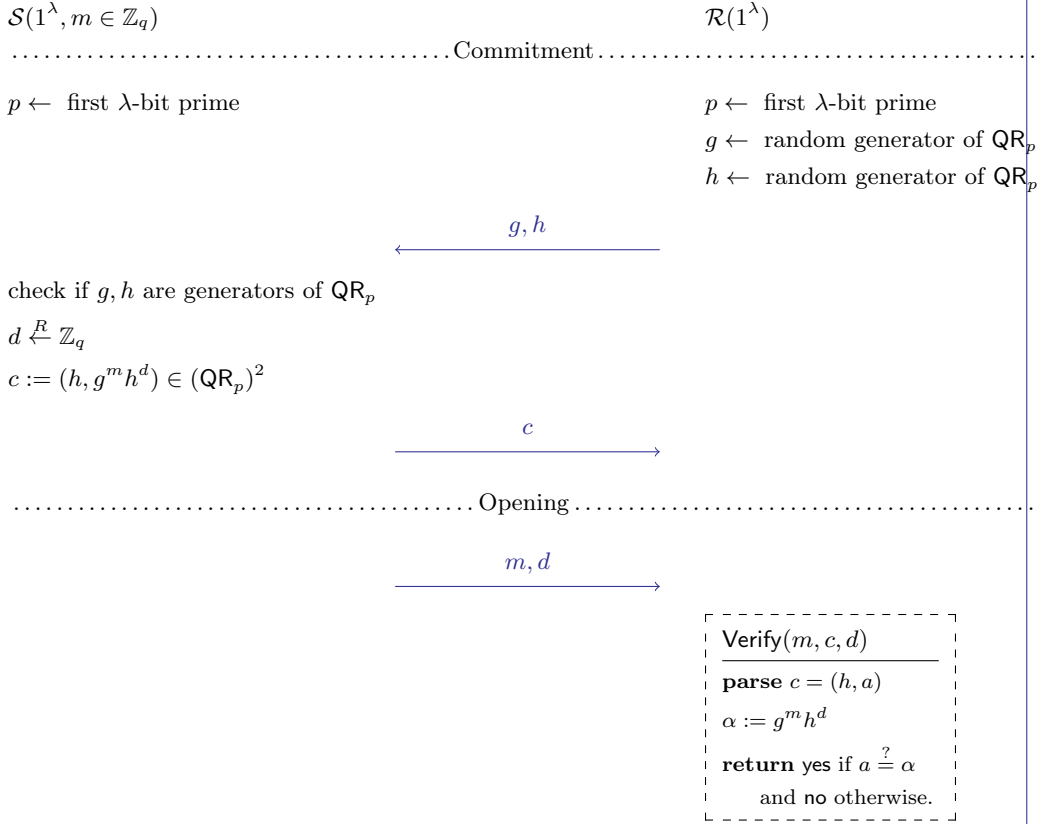 𝒮(1^λ, m ∈ ℤ_q) ℛ(1^λ)
........................................Commitment........................................
p ← first λ-bit prime p ← first λ-bit prime
g ← random generator of QR_p
h ← random generator of QR_p
g, h
check if g, h are generators of QR_p
d ←^R ℤ_q
c := (h, g^m h^d) ∈ (QR_p)^2
c
..........................................Opening..........................................
m, d
Verify(m, c, d)
parse c = (h, a)
α := g^m h^d
return yes if a ≟ α
and no otherwise.